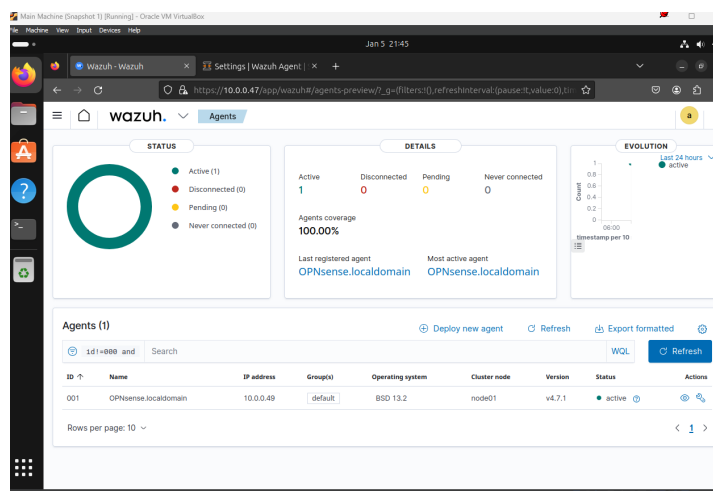 Main Machine (Snapshot 1) [Running] - Oracle VM VirtualBox
File Machine View Input Devices Help
Jan 5 21:45
Wazuh - Wazuh
Settings | Wazuh Agent |
https://10.0.0.47/app/wazuh#/agents-preview/?_g=(filters:!(),refreshInterval:(pause:!t,value:0),tim
wazuh.
Agents
a
STATUS
Active (1)
Disconnected (0)
Pending (0)
Never connected (0)
DETAILS
Active Disconnected Pending Never connected
1 0 0 0
Agents coverage
100.00%
Last registered agent Most active agent
OPNsense.localdomain OPNsense.localdomain
EVOLUTION
Last 24 hours
active
Count
1
0.8
0.6
0.4
0.2
0
06:00
timestamp per 10
Agents (1)
Deploy new agent
Refresh
Export formatted
id!=000 and
Search
WQL
Refresh
ID Name IP address Group(s) Operating system Cluster node Version Status Actions
001 OPNsense.localdomain 10.0.0.49 default BSD 13.2 node01 v4.7.1 active
Rows per page: 10
1